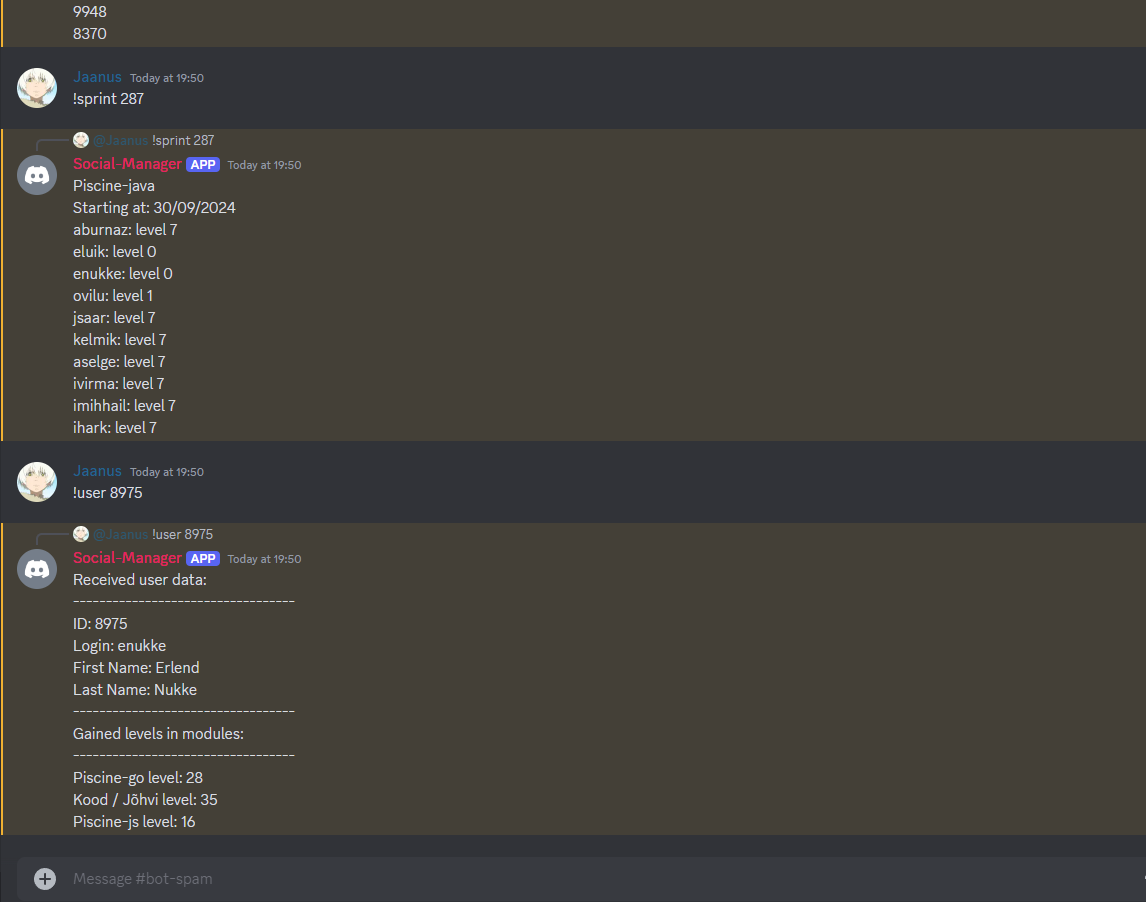 9948
8370
Jaanus Today at 19:50
!sprint 287
@Jaanus !sprint 287
Social-Manager APP Today at 19:50
Piscine-java
Starting at: 30/09/2024
aburnaz: level 7
eluik: level 0
enukke: level 0
ovilu: level 1
jsaar: level 7
kelmik: level 7
aselge: level 7
ivirma: level 7
imihhail: level 7
ihark: level 7
Jaanus Today at 19:50
!user 8975
@Jaanus !user 8975
Social-Manager APP Today at 19:50
Received user data:
----------------------------------
ID: 8975
Login: enukke
First Name: Erlend
Last Name: Nukke
----------------------------------
Gained levels in modules:
----------------------------------
Piscine-go level: 28
Kood / Jõhvi level: 35
Piscine-js level: 16
Message #bot-spam